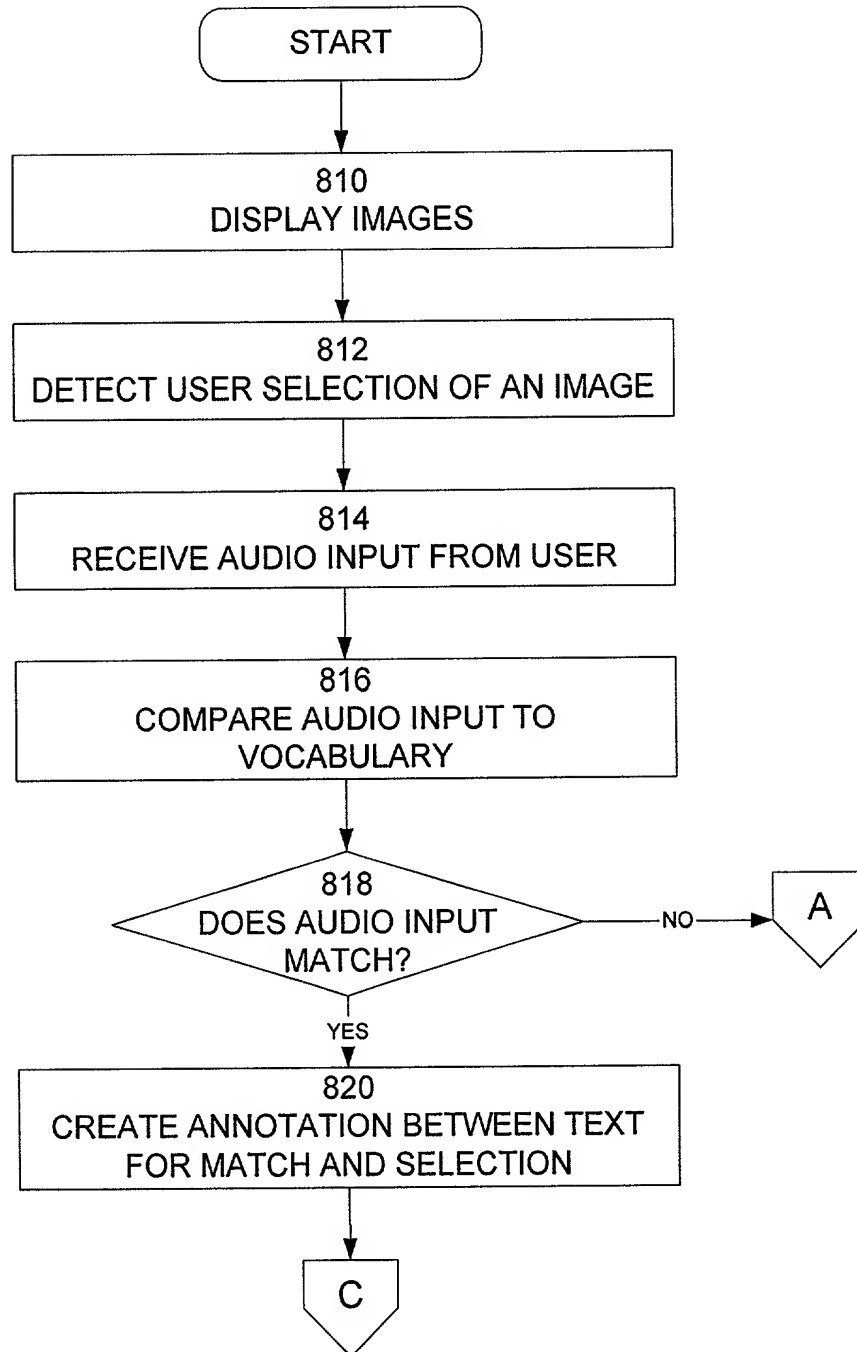 START
810
DISPLAY IMAGES
812
DETECT USER SELECTION OF AN IMAGE
814
RECEIVE AUDIO INPUT FROM USER
816
COMPARE AUDIO INPUT TO
VOCABULARY
818
DOES AUDIO INPUT
MATCH?
NO
A
YES
820
CREATE ANNOTATION BETWEEN TEXT
FOR MATCH AND SELECTION
C